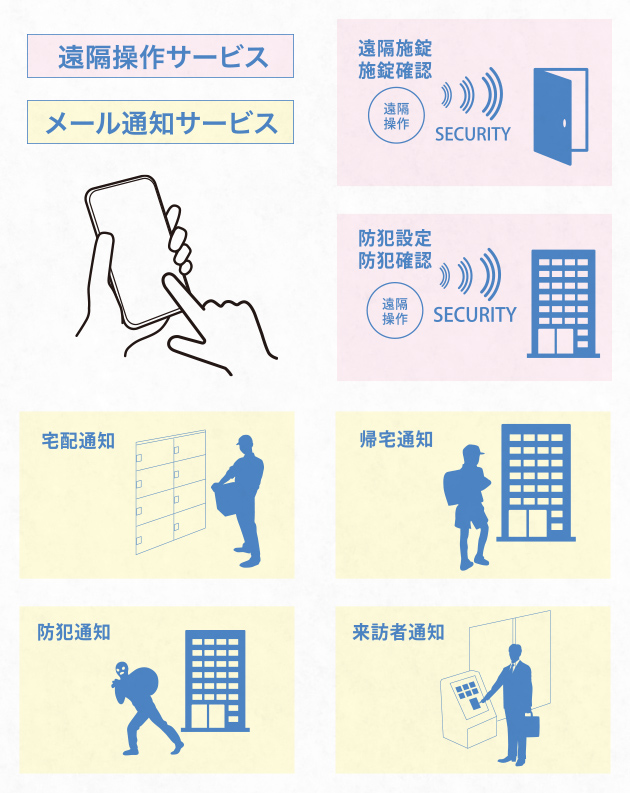 遠隔操作サービス
メール通知サービス
遠隔施錠
施錠確認
遠隔
操作
SECURITY
防犯設定
防犯確認
遠隔
操作
SECURITY
宅配通知
帰宅通知
防犯通知
来訪者通知